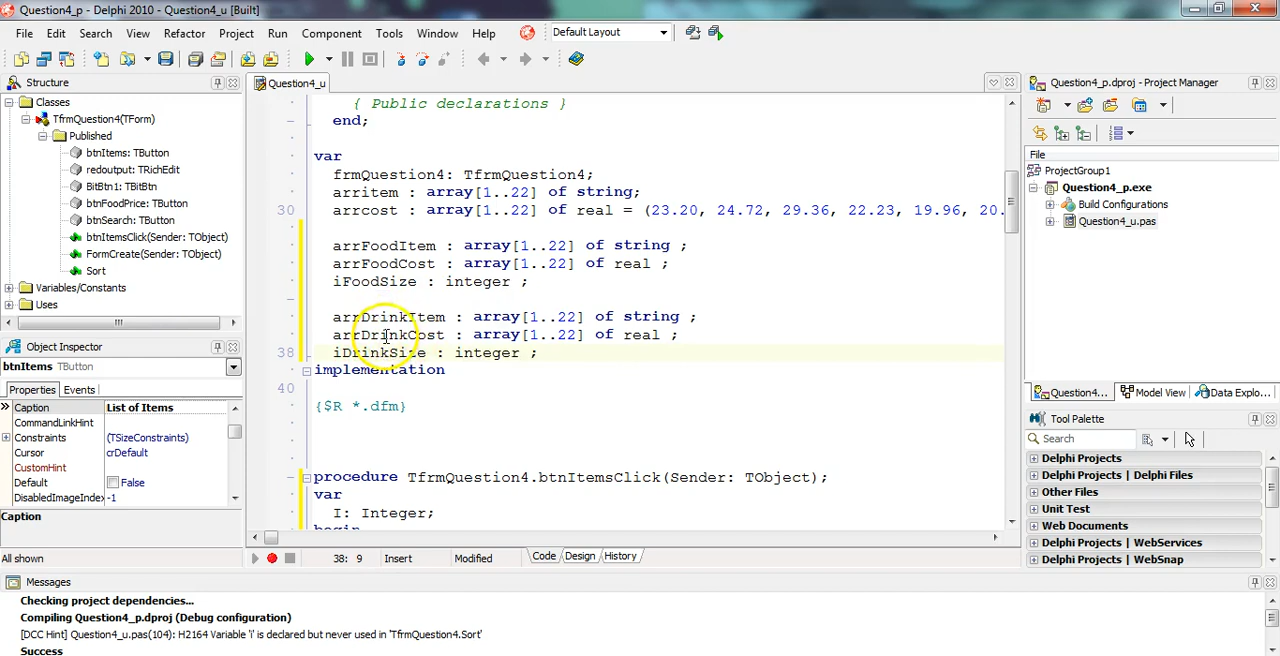 Question4_p - Delphi 2010 - Question4_u [Built]
File Edit Search View Refactor Project Run Component Tools Window Help Default Layout
Structure
Classes
TfrmQuestion4(TForm)
Published
btnItems: TButton
redoutput: TRichEdit
BitBtn1: TBitBtn
btnFoodPrice: TButton
btnSearch: TButton
btnItemsClick(Sender: TObject)
FormCreate(Sender: TObject)
Sort
Variables/Constants
Uses
Object Inspector
btnItems TButton
Properties Events
Caption List of Items
CommandLinkHint
Constraints (TSizeConstraints)
Cursor crDefault
CustomHint
Default False
DisabledImageIndex -1
Caption
All shown
Question4_u
{ Public declarations }
end;
var
frmQuestion4: TfrmQuestion4;
arritem : array[1..22] of string;
30 arrcost : array[1..22] of real = (23.20, 24.72, 29.36, 22.23, 19.96, 20.
arrFoodItem : array[1..22] of string ;
arrFoodCost : array[1..22] of real ;
iFoodSize : integer ;
arrDrinkItem : array[1..22] of string ;
arrDrinkCost : array[1..22] of real ;
38 iDrinkSize : integer ;
implementation
40
{$R *.dfm}
procedure TfrmQuestion4.btnItemsClick(Sender: TObject);
var
I: Integer;
begin
38: 9 Insert Modified Code Design History
Question4_p.dproj - Project Manager
File
ProjectGroup1
Question4_p.exe
Build Configurations
Question4_u.pas
Question4... Model View Data Explo...
Tool Palette
Search
Delphi Projects
Delphi Projects | Delphi Files
Other Files
Unit Test
Web Documents
Delphi Projects | WebServices
Delphi Projects | WebSnap
Messages
Checking project dependencies...
Compiling Question4_p.dproj (Debug configuration)
[DCC Hint] Question4_u.pas(104): H2164 Variable 'i' is declared but never used in 'TfrmQuestion4.Sort'
Success